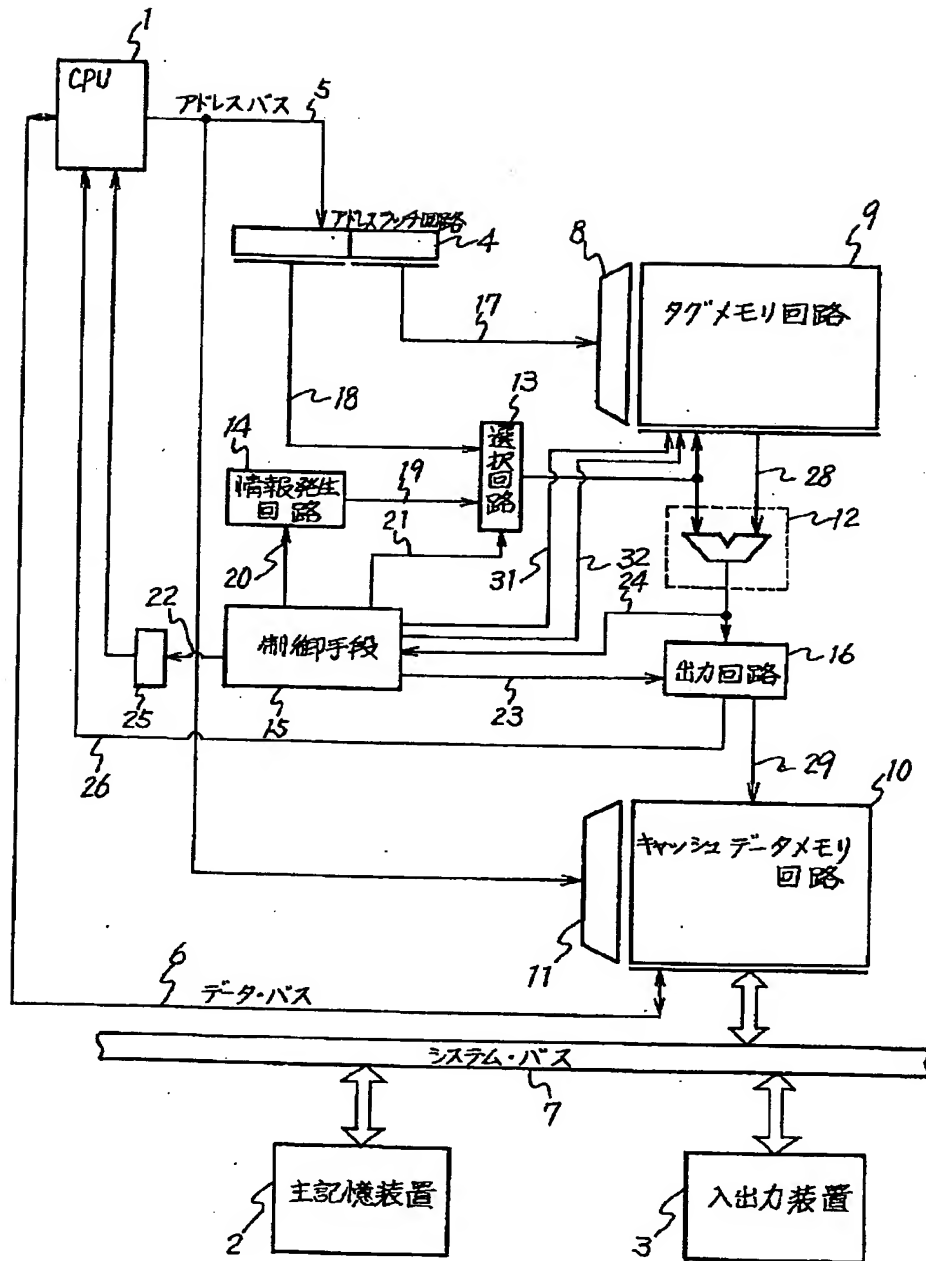 1
CPU
アドレスバス
5
アドレスラッチ回路
4
8
9
タグメモリ回路
17
18
13
選択回路
14
情報発生
回路
19
20
21
31
32
24
28
12
22
制御手段
15
23
25
26
出力回路
16
29
10
キャッシュデータメモリ
回路
11
6
データ・バス
システム・バス
7
主記憶装置
2
入出力装置
3